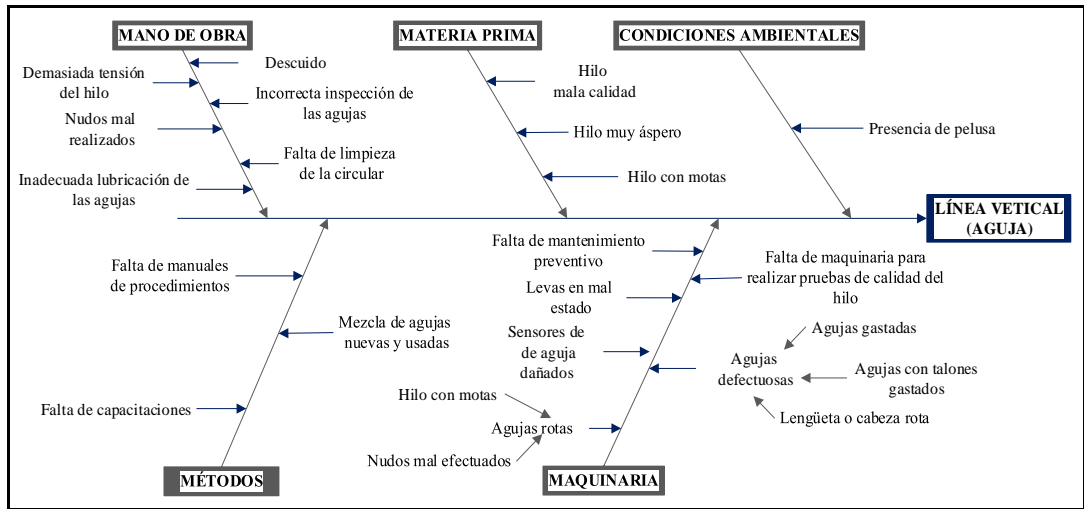 MANO DE OBRA
MATERIA PRIMA
CONDICIONES AMBIENTALES
Descuido
Demasiada tensión
del hilo
Incorrecta inspección de
las agujas
Nudos mal
realizados
Falta de limpieza
de la circular
Inadecuada lubricación de
las agujas
Hilo
mala calidad
Hilo muy áspero
Hilo con motas
Presencia de pelusa
LÍNEA VETICAL
(AGUJA)
Falta de manuales
de procedimientos
Mezcla de agujas
nuevas y usadas
Falta de capacitaciones
Falta de mantenimiento
preventivo
Falta de maquinaria para
realizar pruebas de calidad del
hilo
Levas en mal
estado
Sensores de
de aguja
dañados
Agujas
defectuosas
Agujas gastadas
Agujas con talones
gastados
Lengüeta o cabeza rota
Hilo con motas
Agujas rotas
Nudos mal efectuados
MÉTODOS
MAQUINARIA